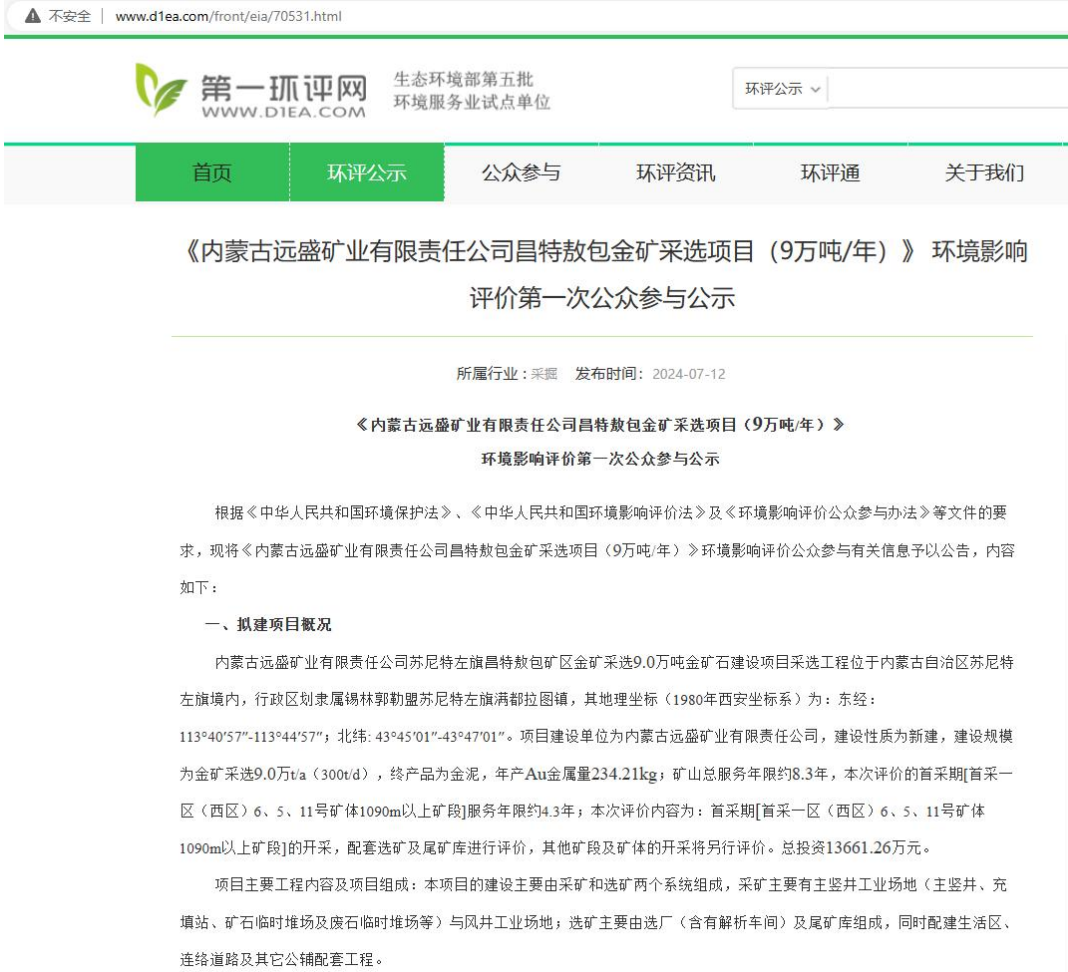 不安全 | www.d1ea.com/front/eia/70531.html
第一环评网
WWW.D1EA.COM
生态环境部第五批
环境服务业试点单位
环评公示
首页 环评公示 公众参与 环评资讯 环评通 关于我们
《内蒙古远盛矿业有限责任公司昌特敖包金矿采选项目（9万吨/年）》 环境影响
评价第一次公众参与公示
所属行业：采掘 发布时间：2024-07-12
《内蒙古远盛矿业有限责任公司昌特敖包金矿采选项目（9万吨/年）》
环境影响评价第一次公众参与公示
根据《中华人民共和国环境保护法》、《中华人民共和国环境影响评价法》及《环境影响评价公众参与办法》等文件的要
求，现将《内蒙古远盛矿业有限责任公司昌特敖包金矿采选项目（9万吨/年）》环境影响评价公众参与有关信息予以公告，内容
如下：
一、拟建项目概况
内蒙古远盛矿业有限责任公司苏尼特左旗昌特敖包矿区金矿采选9.0万吨金矿石建设项目采选工程位于内蒙古自治区苏尼特
左旗境内，行政区划隶属锡林郭勒盟苏尼特左旗满都拉图镇，其地理坐标（1980年西安坐标系）为：东经：
113°40′57″-113°44′57″；北纬: 43°45′01″-43°47′01″。项目建设单位为内蒙古远盛矿业有限责任公司，建设性质为新建，建设规模
为金矿采选9.0万t/a（300t/d），终产品为金泥，年产Au金属量234.21kg；矿山总服务年限约8.3年，本次评价的首采期[首采一
区（西区）6、5、11号矿体1090m以上矿段]服务年限约4.3年；本次评价内容为：首采期[首采一区（西区）6、5、11号矿体
1090m以上矿段]的开采，配套选矿及尾矿库进行评价，其他矿段及矿体的开采将另行评价。总投资13661.26万元。
项目主要工程内容及项目组成：本项目的建设主要由采矿和选矿两个系统组成，采矿主要有主竖井工业场地（主竖井、充
填站、矿石临时堆场及废石临时堆场等）与风井工业场地；选矿主要由选厂（含有解析车间）及尾矿库组成，同时配建生活区、
连络道路及其它公辅配套工程。